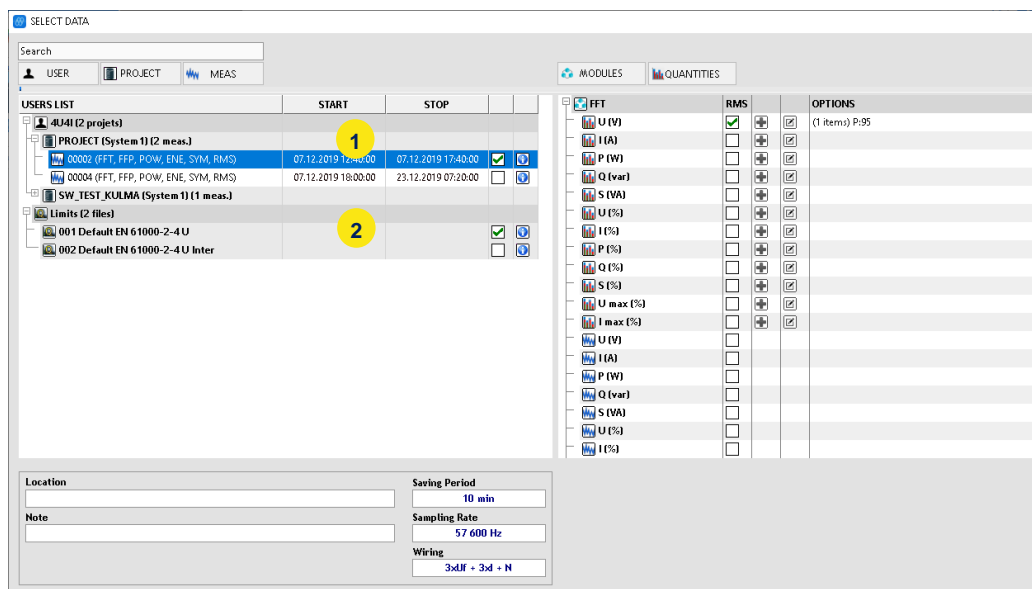 SELECT DATA
Search
USER PROJECT MEAS
USERS LIST START STOP
4U4I (2 projets)
PROJECT (System 1) (2 meas.)
1
00002 (FFT, FFP, POW, ENE, SYM, RMS) 07.12.2019 12:40:00 07.12.2019 17:40:00
00004 (FFT, FFP, POW, ENE, SYM, RMS) 07.12.2019 18:00:00 23.12.2019 07:20:00
SW_TEST_KULMA (System 1) (1 meas.)
Limits (2 files)
2
001 Default EN 61000-2-4 U
002 Default EN 61000-2-4 U Inter
MODULES QUANTITIES
FFT RMS OPTIONS
U (V) (1 items) P:95
I (A)
P (W)
Q (var)
S (VA)
U (%)
I (%)
P (%)
Q (%)
S (%)
U max (%)
I max (%)
U (V)
I (A)
P (W)
Q (var)
S (VA)
U (%)
I (%)
Location
Note
Saving Period
10 min
Sampling Rate
57 600 Hz
Wiring
3xUf + 3xI + N